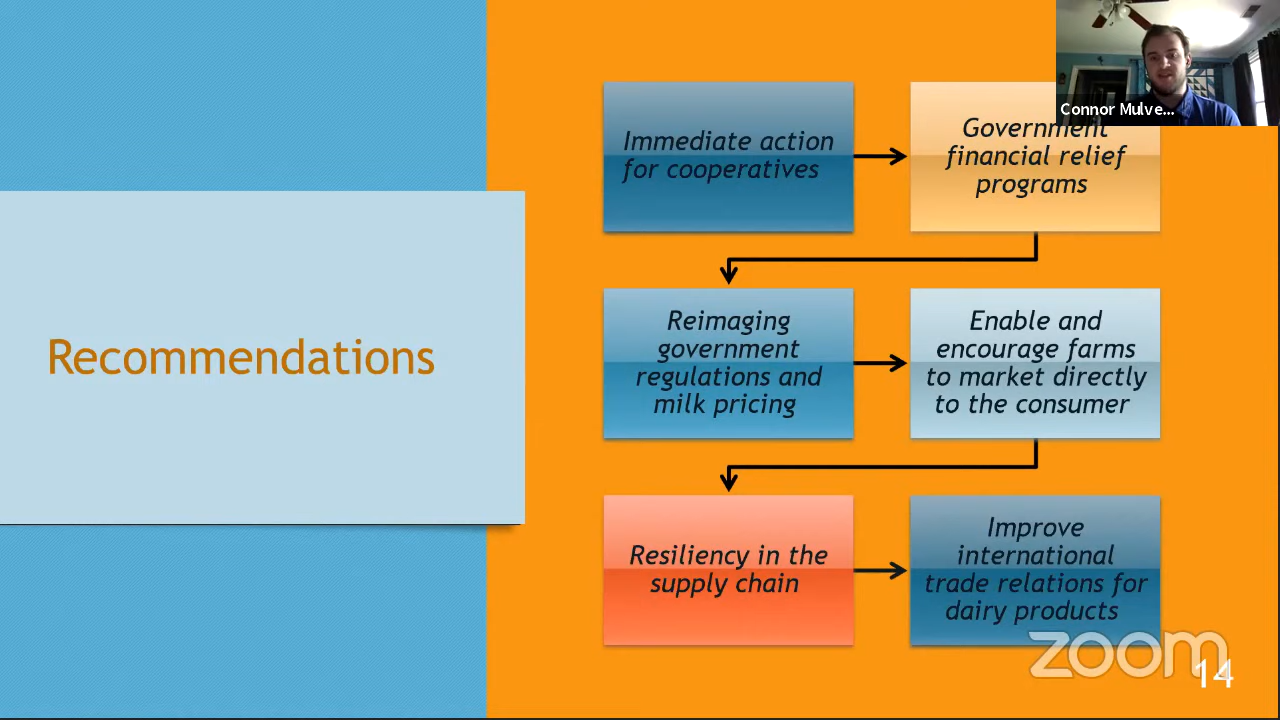 Connor Mulve...
Recommendations
Immediate action
for cooperatives
Government
financial relief
programs
Reimaging
government
regulations and
milk pricing
Enable and
encourage farms
to market directly
to the consumer
Resiliency in the
supply chain
Improve
international
trade relations for
dairy products
zoom
14